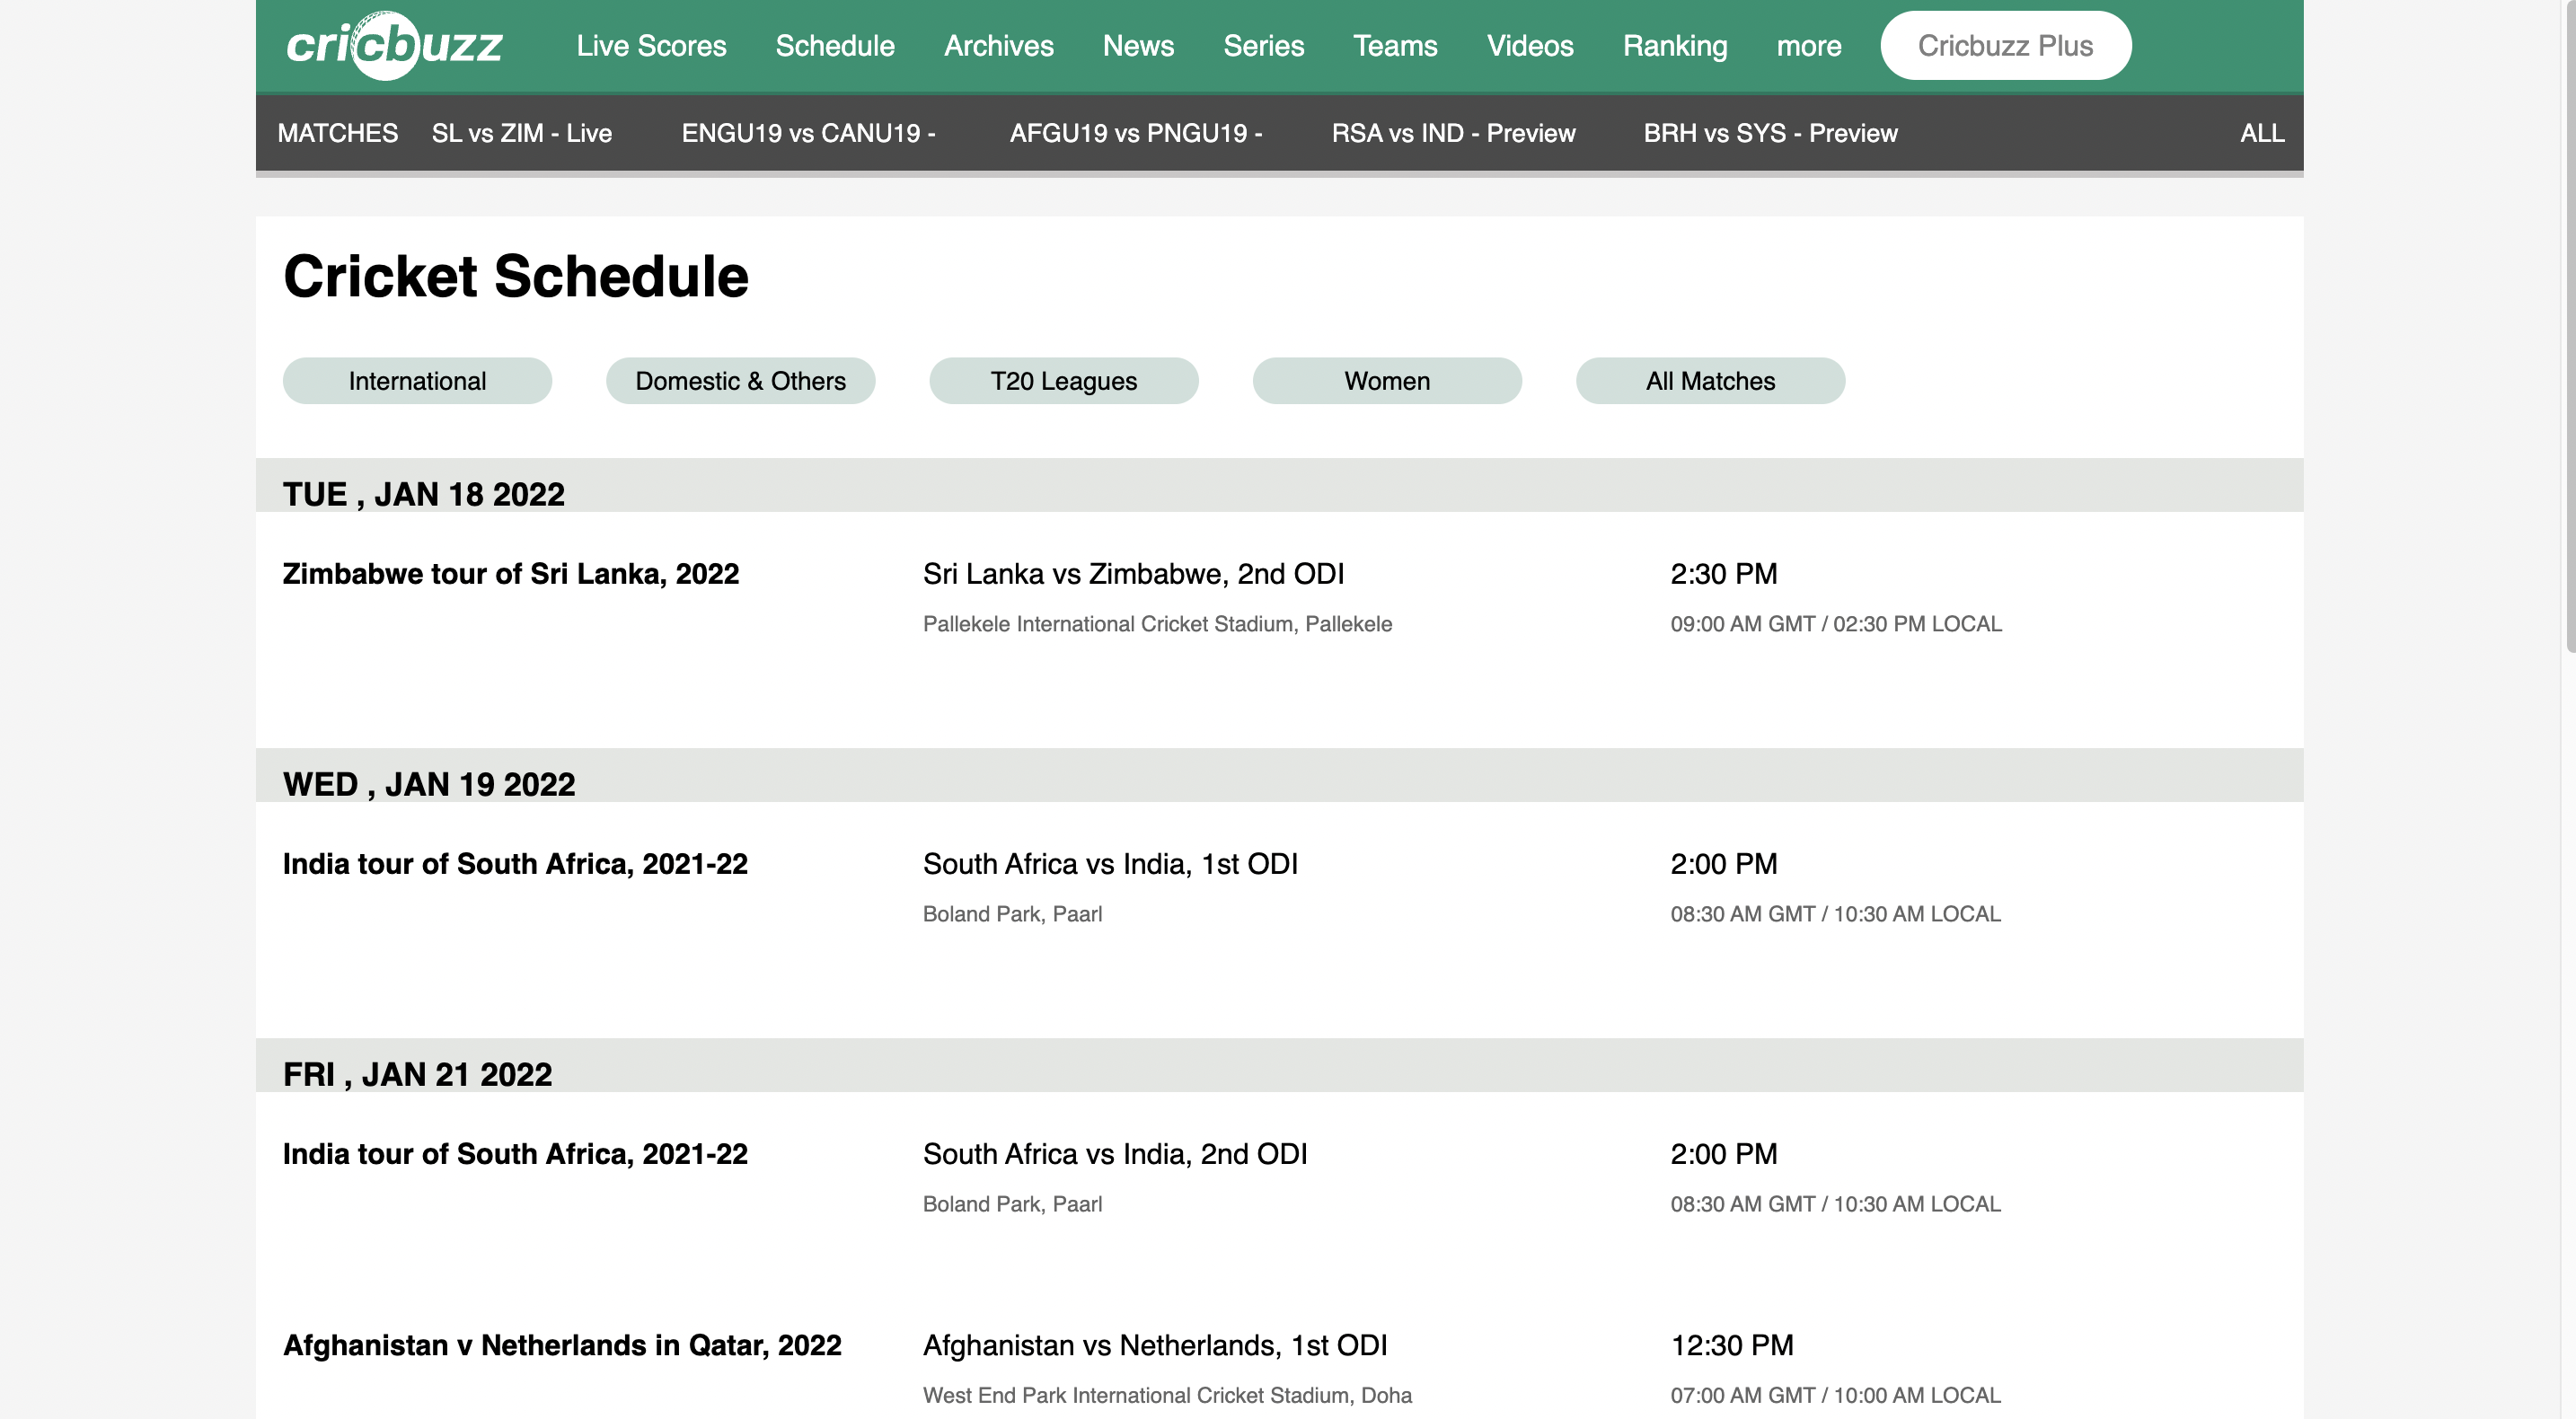 cricbuzz Live Scores Schedule Archives News Series Teams Videos Ranking more Cricbuzz Plus
MATCHES SL vs ZIM - Live ENGU19 vs CANU19 - AFGU19 vs PNGU19 - RSA vs IND - Preview BRH vs SYS - Preview ALL
Cricket Schedule
International Domestic & Others T20 Leagues Women All Matches
TUE , JAN 18 2022
Zimbabwe tour of Sri Lanka, 2022 Sri Lanka vs Zimbabwe, 2nd ODI 2:30 PM
Pallekele International Cricket Stadium, Pallekele 09:00 AM GMT / 02:30 PM LOCAL
WED , JAN 19 2022
India tour of South Africa, 2021-22 South Africa vs India, 1st ODI 2:00 PM
Boland Park, Paarl 08:30 AM GMT / 10:30 AM LOCAL
FRI , JAN 21 2022
India tour of South Africa, 2021-22 South Africa vs India, 2nd ODI 2:00 PM
Boland Park, Paarl 08:30 AM GMT / 10:30 AM LOCAL
Afghanistan v Netherlands in Qatar, 2022 Afghanistan vs Netherlands, 1st ODI 12:30 PM
West End Park International Cricket Stadium, Doha 07:00 AM GMT / 10:00 AM LOCAL